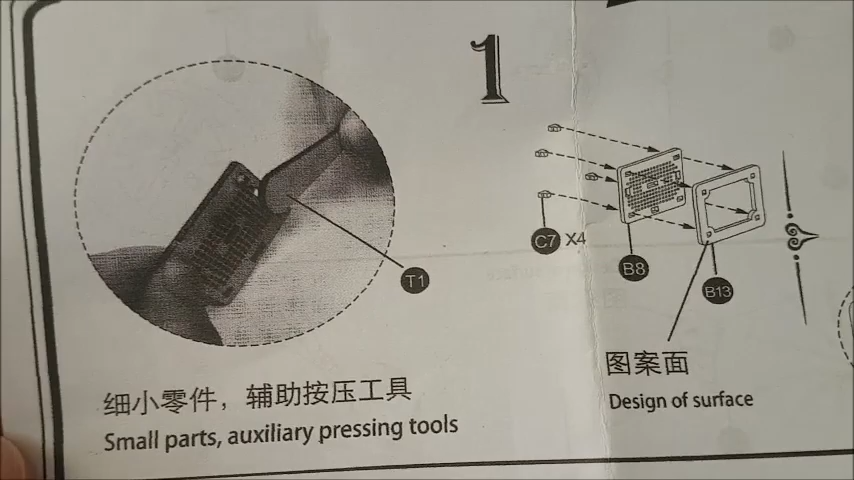 1
C7 X4
B8
B13
T1
图案面
Design of surface
细小零件，辅助按压工具
Small parts, auxiliary pressing tools